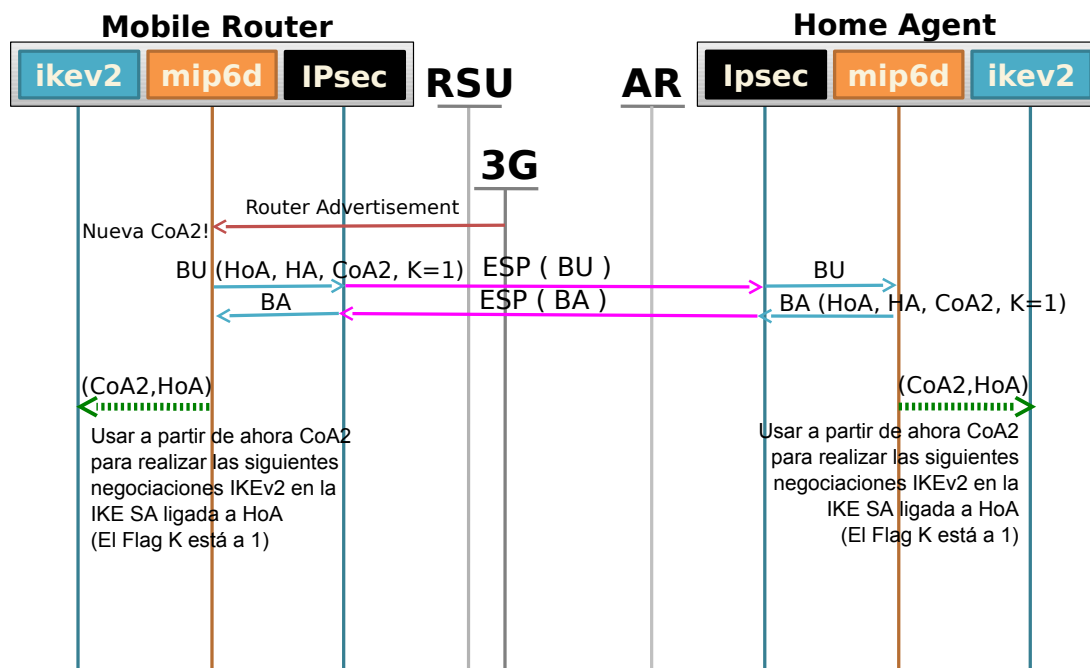 Mobile Router
Home Agent
ikev2 mip6d IPsec
RSU
AR
Ipsec mip6d ikev2
3G
Router Advertisement
Nueva CoA2!
BU (HoA, HA, CoA2, K=1)
ESP ( BU )
BU
BA
ESP ( BA )
BA (HoA, HA, CoA2, K=1)
(CoA2,HoA)
Usar a partir de ahora CoA2
para realizar las siguientes
negociaciones IKEv2 en la
IKE SA ligada a HoA
(El Flag K está a 1)
(CoA2,HoA)
Usar a partir de ahora CoA2
para realizar las siguientes
negociaciones IKEv2 en la
IKE SA ligada a HoA
(El Flag K está a 1)